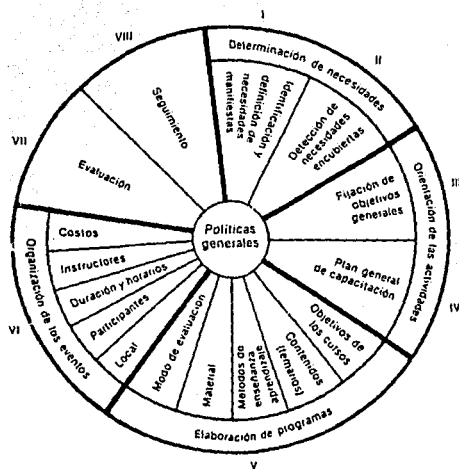 I
II
III
IV
V
VI
VII
VIII
Políticas
generales
Determinación de necesidades
Identificación y
definición de
necesidades
manifiestas
Detección de
necesidades
encubiertas
Orientación de las actividades
Fijación de
objetivos
generales
Plan general
de capacitación
Elaboración de programas
Objetivos de
los cursos
Contenidos
(temarios)
Métodos de
enseñanza
aprendizaje
Material
Modo de evaluación
Organización de los eventos
Local
Participantes
Duración y horarios
Instructores
Costos
Evaluación
Seguimiento